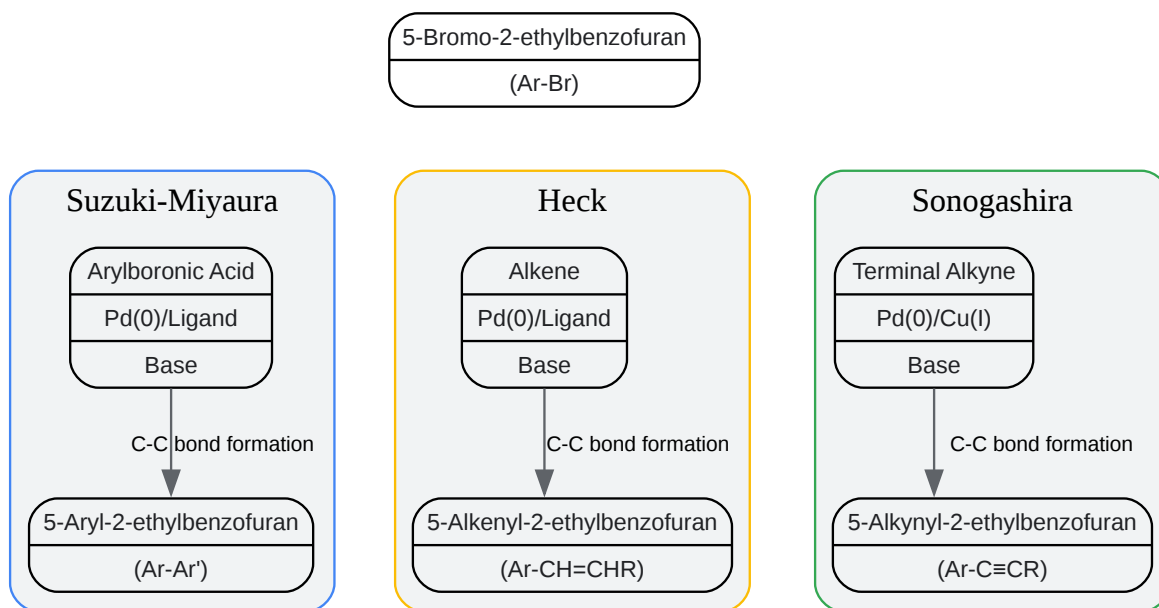 5-Bromo-2-ethylbenzofuran
(Ar-Br)
Suzuki-Miyaura
Arylboronic Acid
Pd(0)/Ligand
Base
C-C bond formation
5-Aryl-2-ethylbenzofuran
(Ar-Ar')
Heck
Alkene
Pd(0)/Ligand
Base
C-C bond formation
5-Alkenyl-2-ethylbenzofuran
(Ar-CH=CHR)
Sonogashira
Terminal Alkyne
Pd(0)/Cu(I)
Base
C-C bond formation
5-Alkynyl-2-ethylbenzofuran
(Ar-C≡CR)